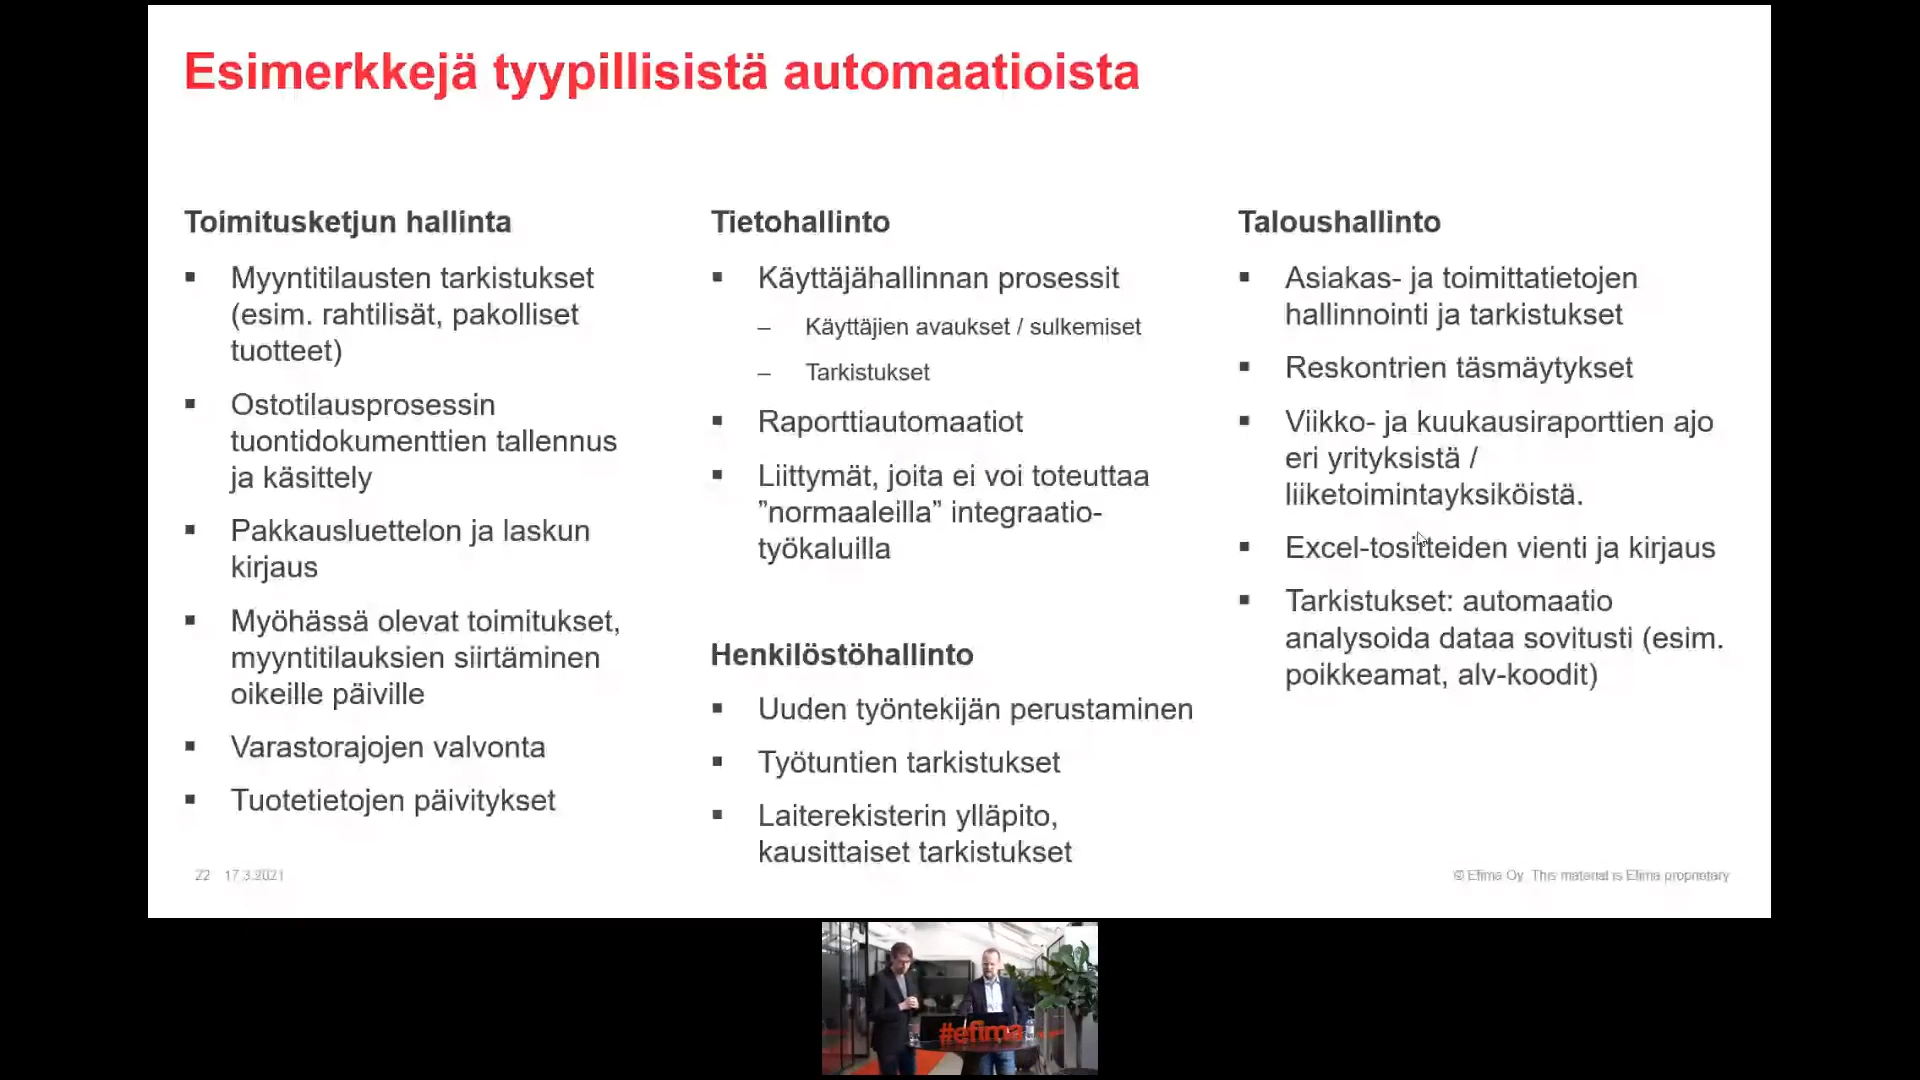 Esimerkkejä tyypillisistä automaatioista
Toimitusketjun hallinta
▪ Myyntitilausten tarkistukset
(esim. rahtilisät, pakolliset
tuotteet)
▪ Ostotilausprosessin
tuontidokumenttien tallennus
ja käsittely
▪ Pakkausluettelon ja laskun
kirjaus
▪ Myöhässä olevat toimitukset,
myyntitilauksien siirtäminen
oikeille päiville
▪ Varastorajojen valvonta
▪ Tuotetietojen päivitykset
Tietohallinto
▪ Käyttäjähallinnan prosessit
– Käyttäjien avaukset / sulkemiset
– Tarkistukset
▪ Raporttiautomaatiot
▪ Liittymät, joita ei voi toteuttaa
”normaaleilla” integraatio-
työkaluilla
Henkilöstöhallinto
▪ Uuden työntekijän perustaminen
▪ Työtuntien tarkistukset
▪ Laiterekisterin ylläpito,
kausittaiset tarkistukset
Taloushallinto
▪ Asiakas- ja toimittatietojen
hallinnointi ja tarkistukset
▪ Reskontrien täsmäytykset
▪ Viikko- ja kuukausiraporttien ajo
eri yrityksistä /
liiketoimintayksiköistä.
▪ Excel-tositteiden vienti ja kirjaus
▪ Tarkistukset: automaatio
analysoida dataa sovitusti (esim.
poikkeamat, alv-koodit)
22 17.3.2021
© Efima Oy. This material is Efima proprietary
#efima